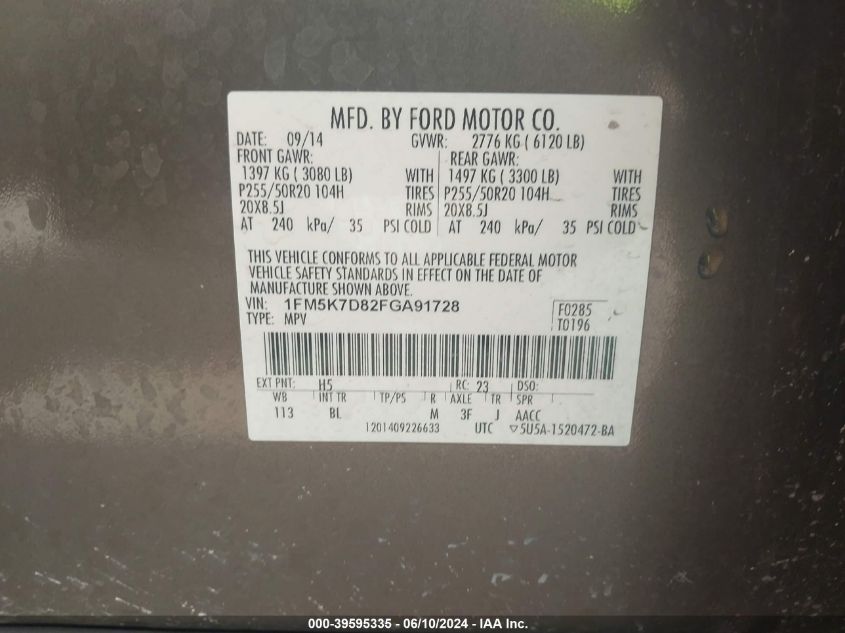 MFD. BY FORD MOTOR CO.
DATE: 09/14 GVWR: 2776 KG ( 6120 LB)
FRONT GAWR: REAR GAWR:
1397 KG ( 3080 LB) WITH 1497 KG ( 3300 LB) WITH
P255/50R20 104H TIRES P255/50R20 104H TIRES
20X8.5J RIMS 20X8.5J RIMS
AT 240 kPa/ 35 PSI COLD AT 240 kPa/ 35 PSI COLD
THIS VEHICLE CONFORMS TO ALL APPLICABLE FEDERAL MOTOR
VEHICLE SAFETY STANDARDS IN EFFECT ON THE DATE OF
MANUFACTURE SHOWN ABOVE.
VIN: 1FM5K7D82FGA91728 F0285
TYPE: MPV T0196
EXT PNT: H5 RC: 23 DSO:
WB INT TR TP/PS R AXLE TR SPR
113 BL M 3F J AACC
1201409226633 UTC ▽5U5A-1520472-BA
000-39595335 - 06/10/2024 - IAA Inc.